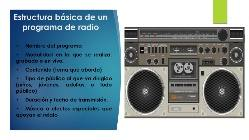 Estructura básica de un
programa de radio
• Nombre del programa
• Modalidad en la que se realiza:
grabado o en vivo.
• Contenido (tema que aborda)
• Tipo de público al que va dirigido
(niños, jóvenes, adultos o todo
público)
• Duración y fecha de transmisión.
• Música o efectos especiales que
apoyan el relato